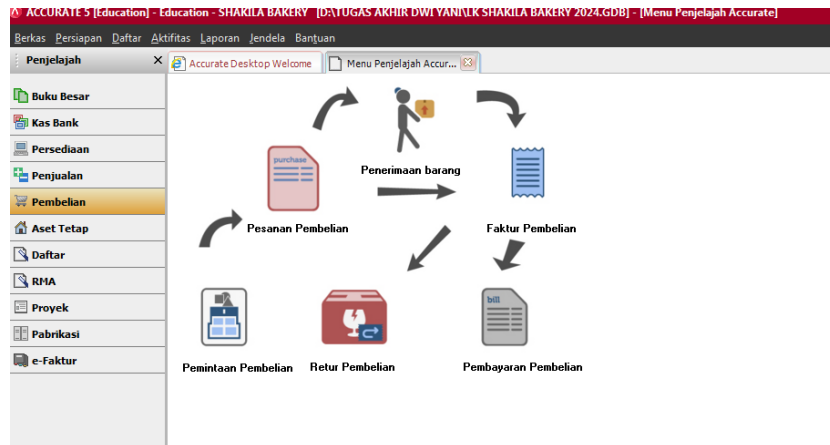 ACCURATE 5 [Education] - Education - SHAKILA BAKERY [D:\TUGAS AKHIR DWI YANI\LK SHAKILA BAKERY 2024.GDB] - [Menu Penjelajah Accurate]
Berkas Persiapan Daftar Aktifitas Laporan Jendela Bantuan
Penjelajah X Accurate Desktop Welcome Menu Penjelajah Accur...
Buku Besar
Kas Bank
Persediaan
Penjualan
Pembelian
Aset Tetap
Daftar
RMA
Proyek
Pabrikasi
e-Faktur
purchase
Penerimaan barang
Pesanan Pembelian
Faktur Pembelian
bill
Pemintaan Pembelian
Retur Pembelian
Pembayaran Pembelian